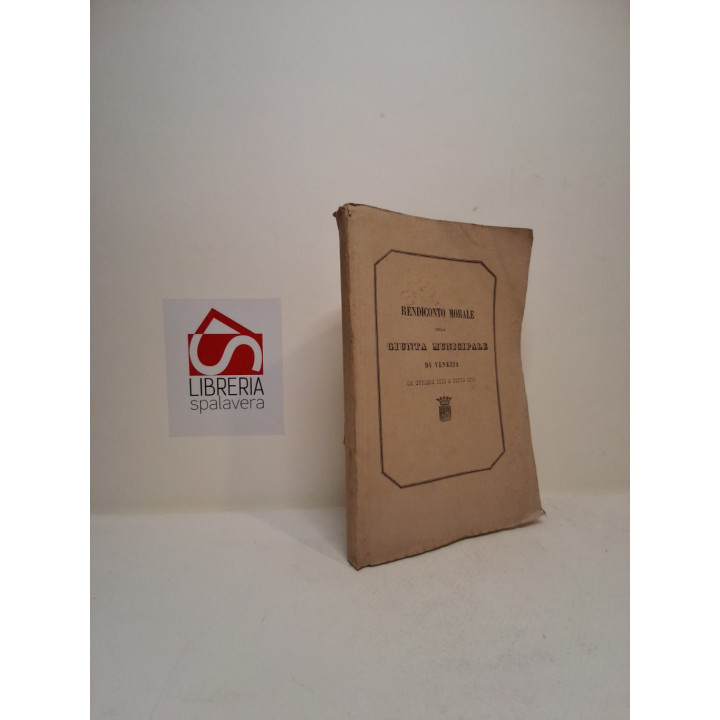 LIBRERIA
spalavera
RENDICONTO MORALE
DELLA
GIUNTA MUNICIPALE
DI VENEZIA